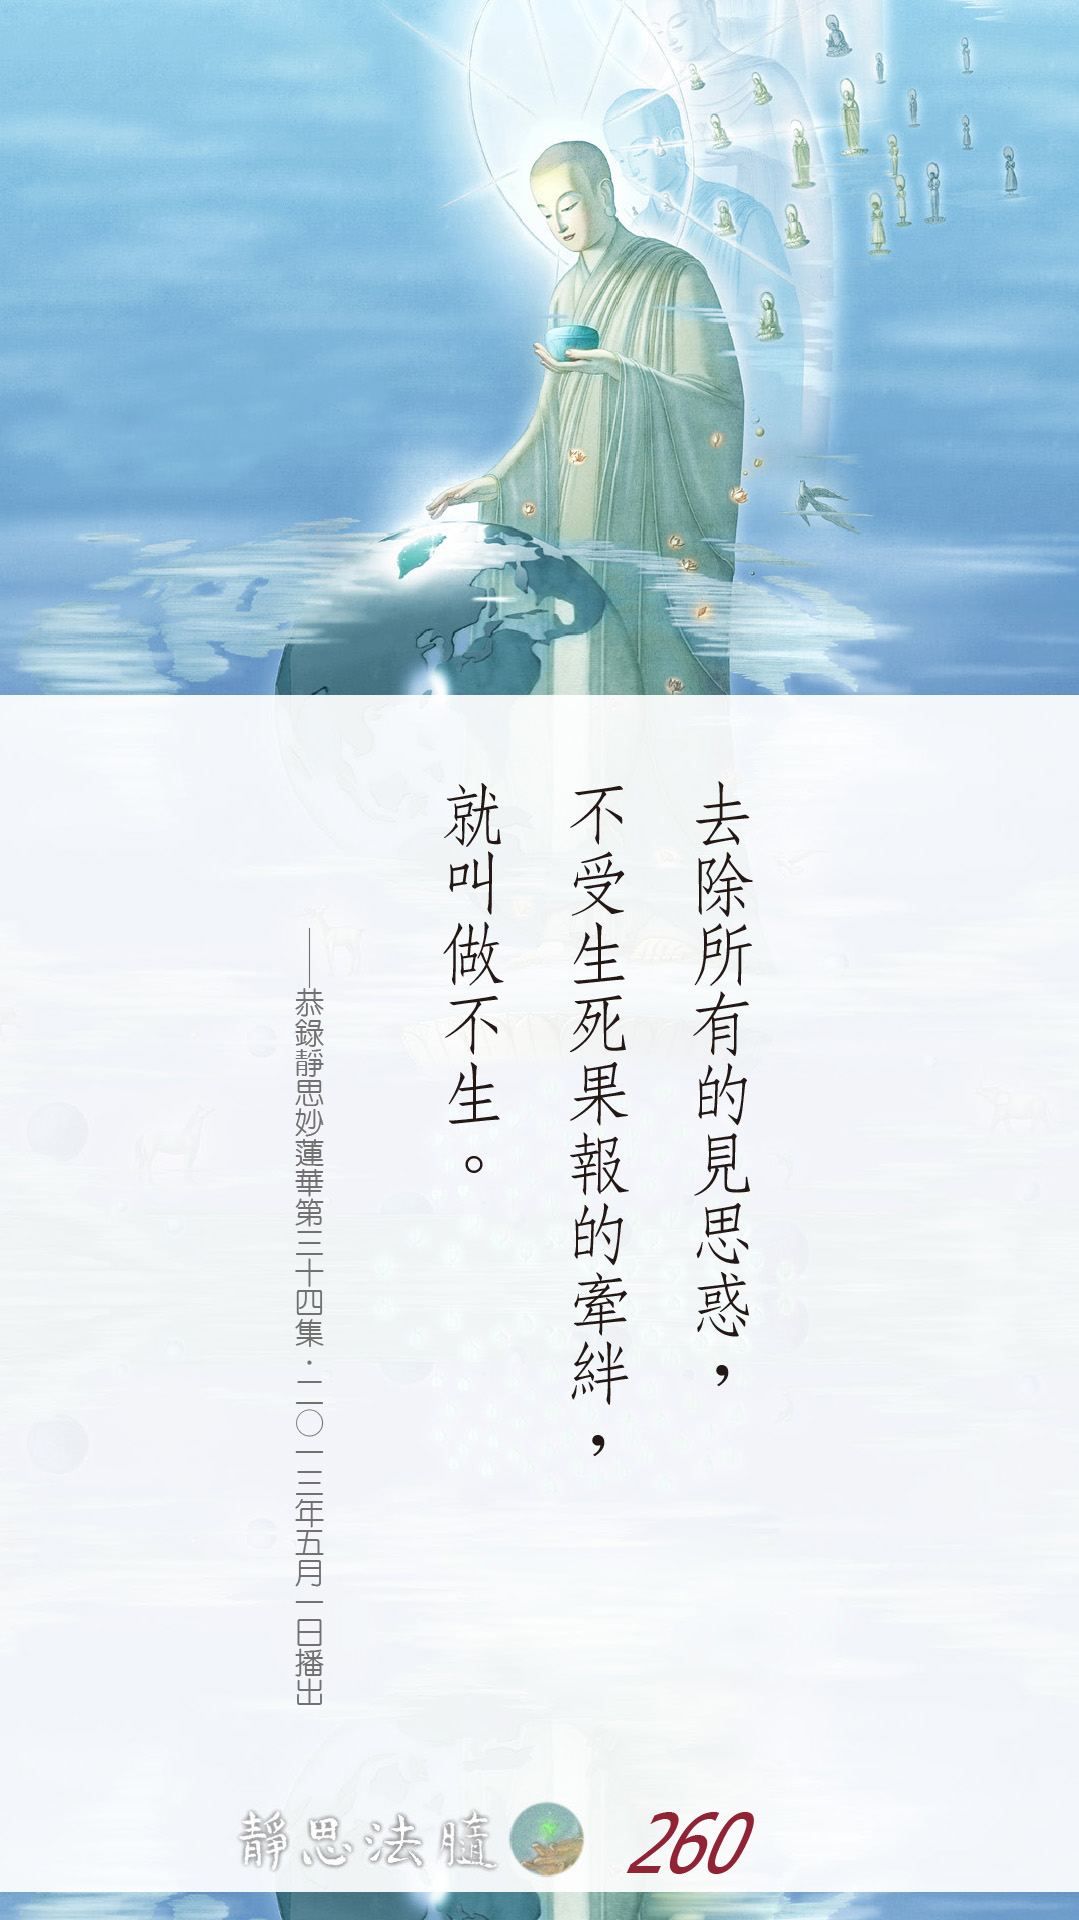 去除所有的見思惑，
不受生死果報的牽絆，
就叫做不生。
——恭錄靜思妙蓮華第三十四集·二〇一三年五月一日播出
靜思法髓
260